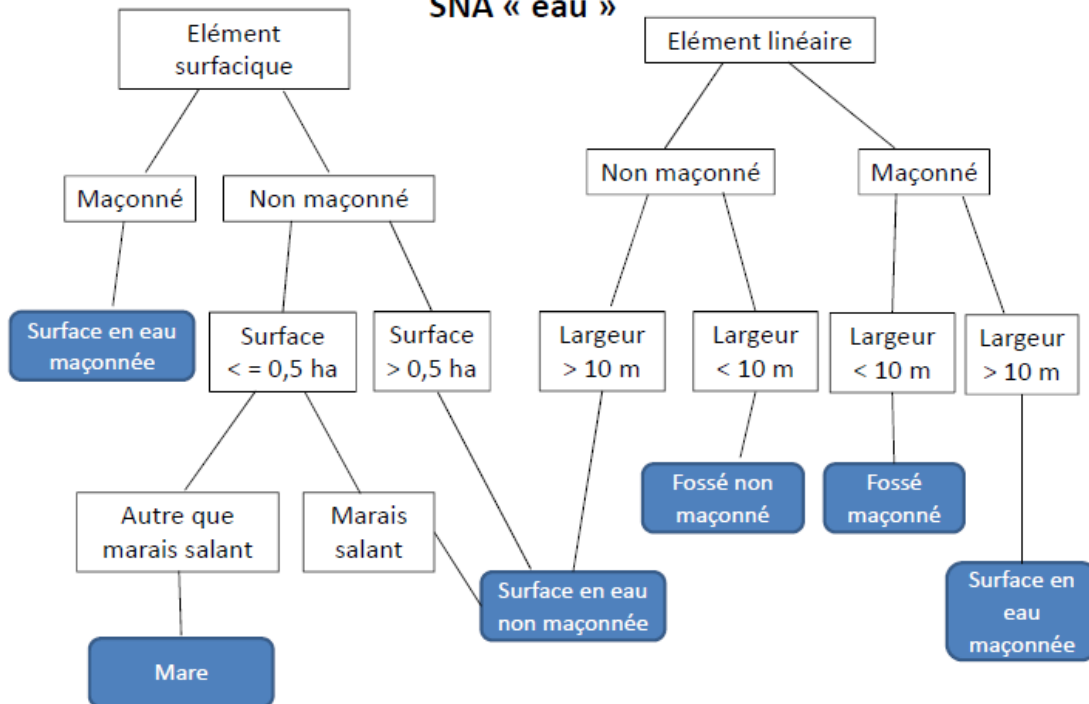 SNA « eau »
Elément
surfacique
Elément linéaire
Maçonné
Non maçonné
Non maçonné
Maçonné
Surface en eau
maçonnée
Surface
< = 0,5 ha
Surface
> 0,5 ha
Largeur
> 10 m
Largeur
< 10 m
Largeur
< 10 m
Largeur
> 10 m
Autre que
marais salant
Marais
salant
Fossé non
maçonné
Fossé
maçonné
Surface en eau
non maçonnée
Surface en
eau
maçonnée
Mare